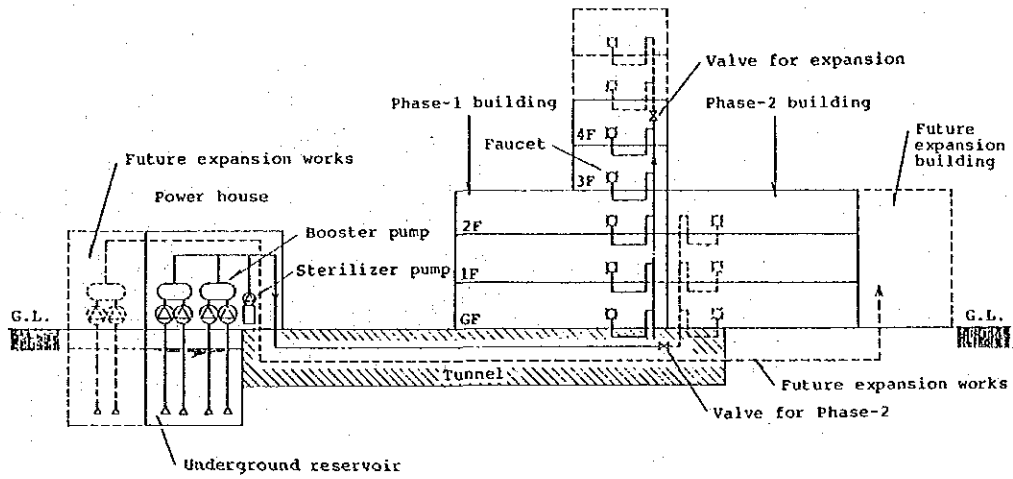 Valve for expansion
Phase-1 building
Phase-2 building
4F
Faucet
Future
expansion
building
Future expansion works
3F
Power house
2F
Booster pump
Sterilizer pump
1F
G.L.
GF
G.L.
Tunnel
Future expansion works
Valve for Phase-2
Underground reservoir